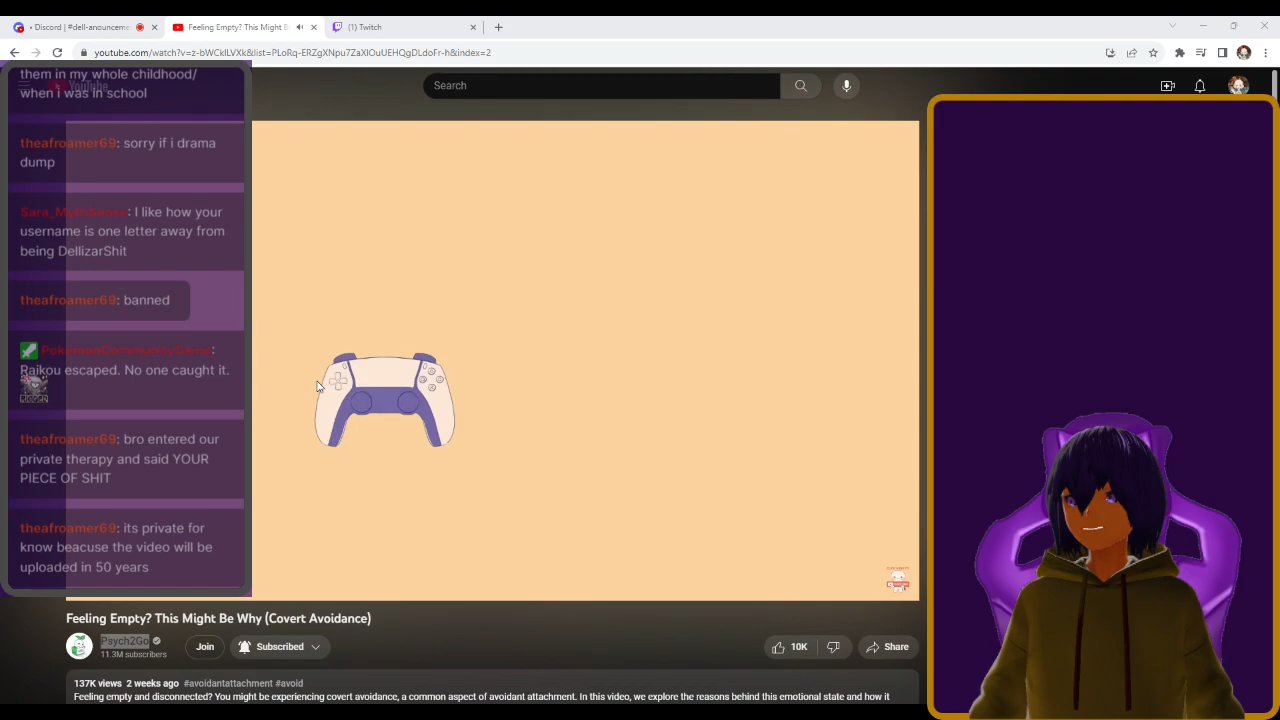 • Discord | #dell-anounceme
Feeling Empty? This Might B
(1) Twitch
youtube.com/watch?v=z-bWCklLVXk&list=PLoRq-ERZgXNpu7ZaXIOuUEHQgDLdoFr-h&index=2
YouTube
Search
them in my whole childhood/
when I was in school
theafroamer69: sorry if i drama
dump
I like how your
username is one letter away from
being DellizarShit
theafroamer69: banned
PokemonCommunityGame:
Raikou escaped. No one caught it.
theafroamer69: bro entered our
private therapy and said YOUR
PIECE OF SHIT
theafroamer69: its private for
know beacuse the video will be
uploaded in 50 years
Feeling Empty? This Might Be Why (Covert Avoidance)
Psych2Go
11.3M subscribers
Join
Subscribed
10K
Share
137K views 2 weeks ago #avoidantattachment #avoid
Feeling empty and disconnected? You might be experiencing covert avoidance, a common aspect of avoidant attachment. In this video, we explore the reasons behind this emotional state and how it